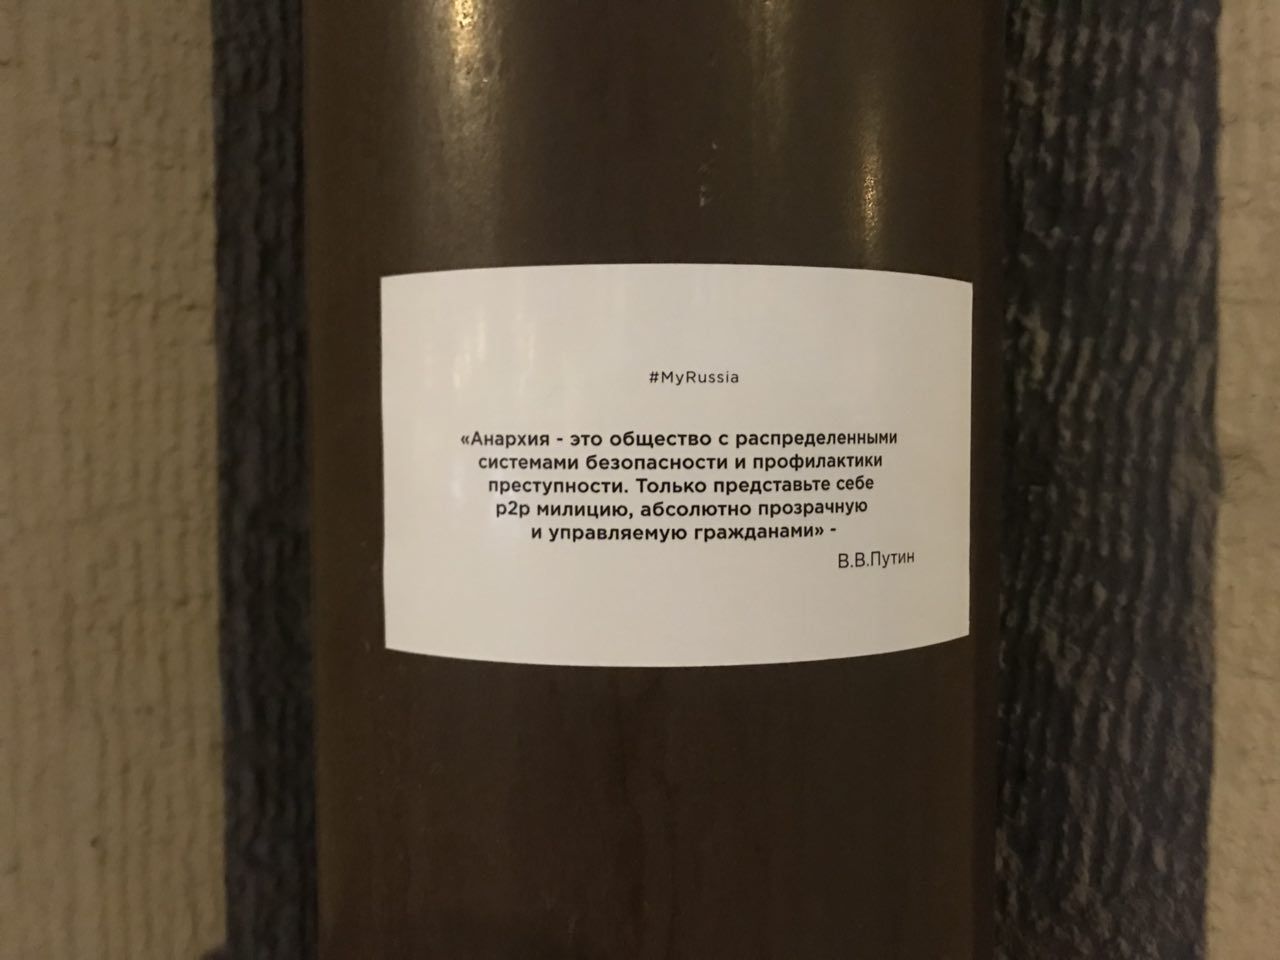 #MyRussia
«Анархия - это общество с распределенными
системами безопасности и профилактики
преступности. Только представьте себе
p2p милицию, абсолютно прозрачную
и управляемую гражданами» -
В.В.Путин